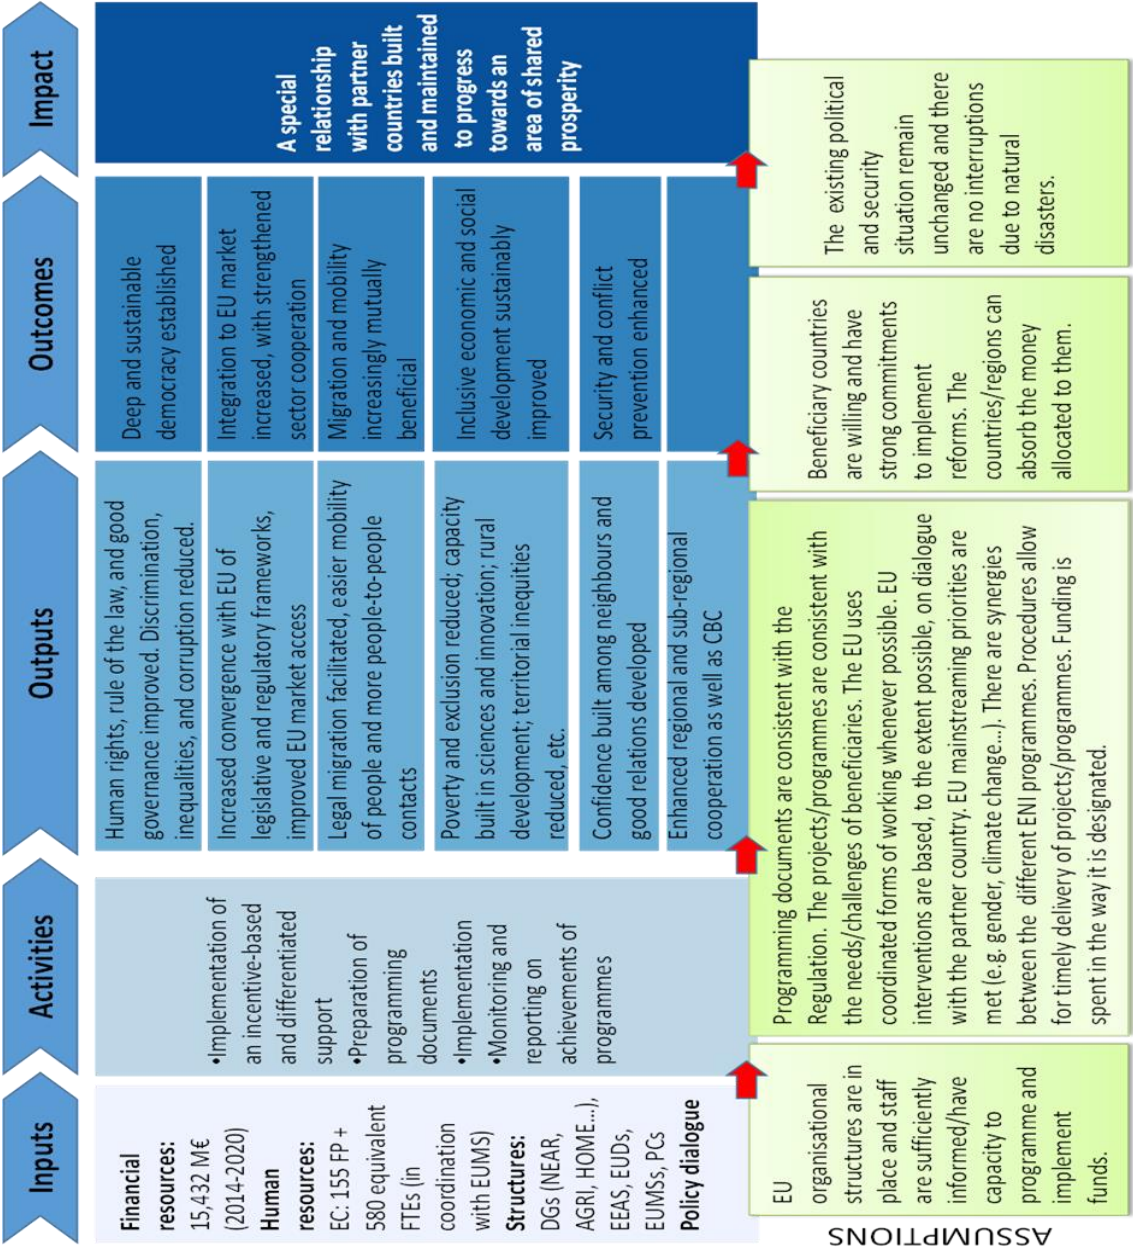 Inputs
Activities
Outputs
Outcomes
Impact
Financial
resources:
15,432 M€
(2014-2020)
Human
resources:
EC: 155 FP +
580 equivalent
FTEs (in
coordination
with EUMS)
Structures:
DGs (NEAR,
AGRI, HOME...),
EEAS, EUDs,
EUMSs, PCs
Policy dialogue
•Implementation of
an incentive-based
and differentiated
support
•Preparation of
programming
documents
•Implementation
•Monitoring and
reporting on
achievements of
programmes
Human rights, rule of the law, and good
governance improved. Discrimination,
inequalities, and corruption reduced.
Increased convergence with EU of
legislative and regulatory frameworks,
improved EU market access
Legal migration facilitated, easier mobility
of people and more people-to-people
contacts
Poverty and exclusion reduced; capacity
built in sciences and innovation; rural
development; territorial inequities
reduced, etc.
Confidence built among neighbours and
good relations developed
Enhanced regional and sub-regional
cooperation as well as CBC
Deep and sustainable
democracy established
Integration to EU market
increased, with strengthened
sector cooperation
Migration and mobility
increasingly mutually
beneficial
Inclusive economic and social
development sustainably
improved
Security and conflict
prevention enhanced
A special
relationship
with partner
countries built
and maintained
to progress
towards an
area of shared
prosperity
ASSUMPTIONS
EU
organisational
structures are in
place and staff
are sufficiently
informed/have
capacity to
programme and
implement
funds.
Programming documents are consistent with the
Regulation. The projects/programmes are consistent with
the needs/challenges of beneficiaries. The EU uses
coordinated forms of working whenever possible. EU
interventions are based, to the extent possible, on dialogue
with the partner country. EU mainstreaming priorities are
met (e.g. gender, climate change...). There are synergies
between the different ENI programmes. Procedures allow
for timely delivery of projects/programmes. Funding is
spent in the way it is designated.
Beneficiary countries
are willing and have
strong commitments
to implement
reforms. The
countries/regions can
absorb the money
allocated to them.
The existing political
and security
situation remain
unchanged and there
are no interruptions
due to natural
disasters.